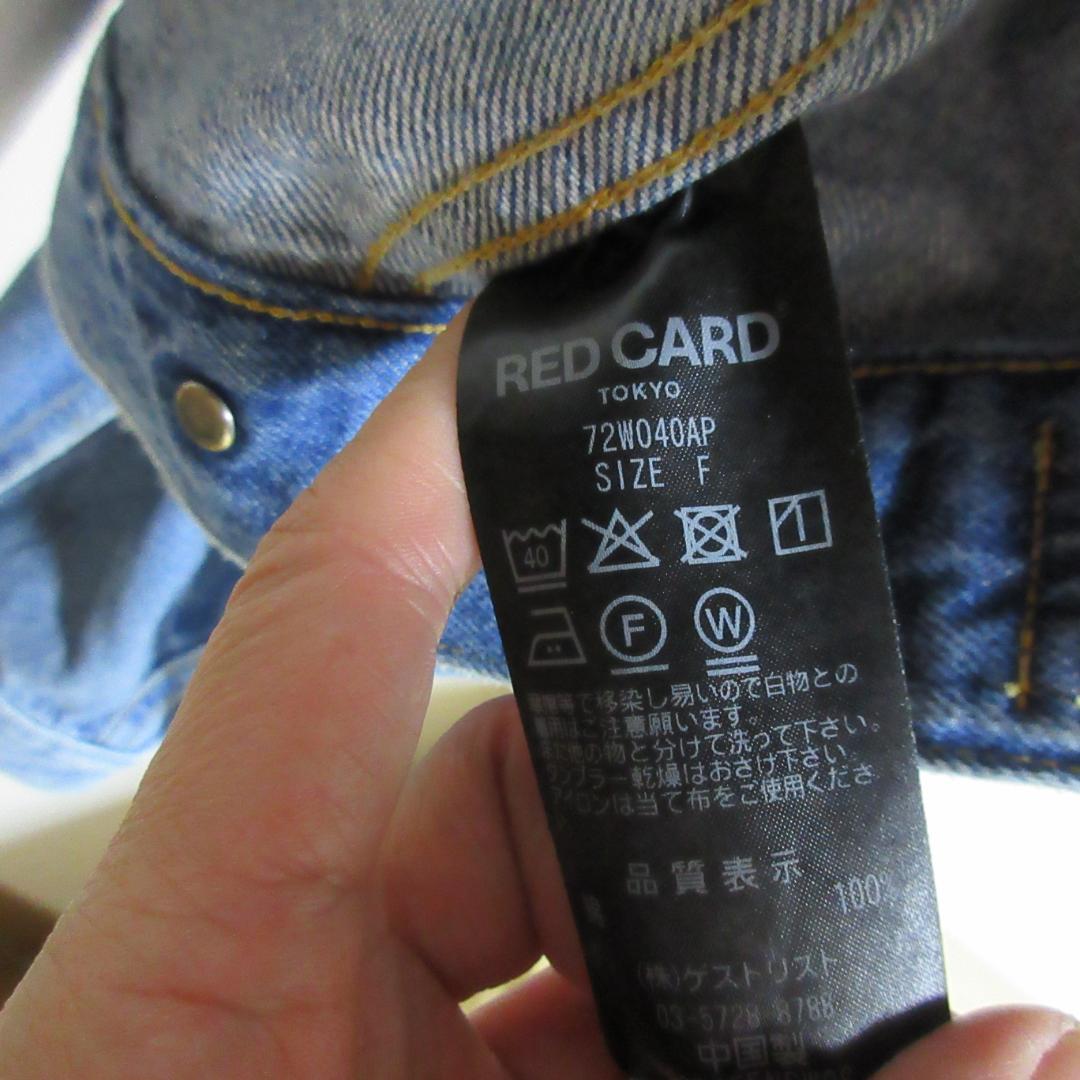 RED CARD
TOKYO
72W040AP
SIZE F
40
F W
等で移染し易いので白物との
着用はご注意願います。
また他の物と分けて洗って下さい。
タンブラー乾燥はおさけ下さい。
アイロンは当て布をご使用くださ
品質表示
100%
(株)ゲストリスト
03-5728-8788
中国製